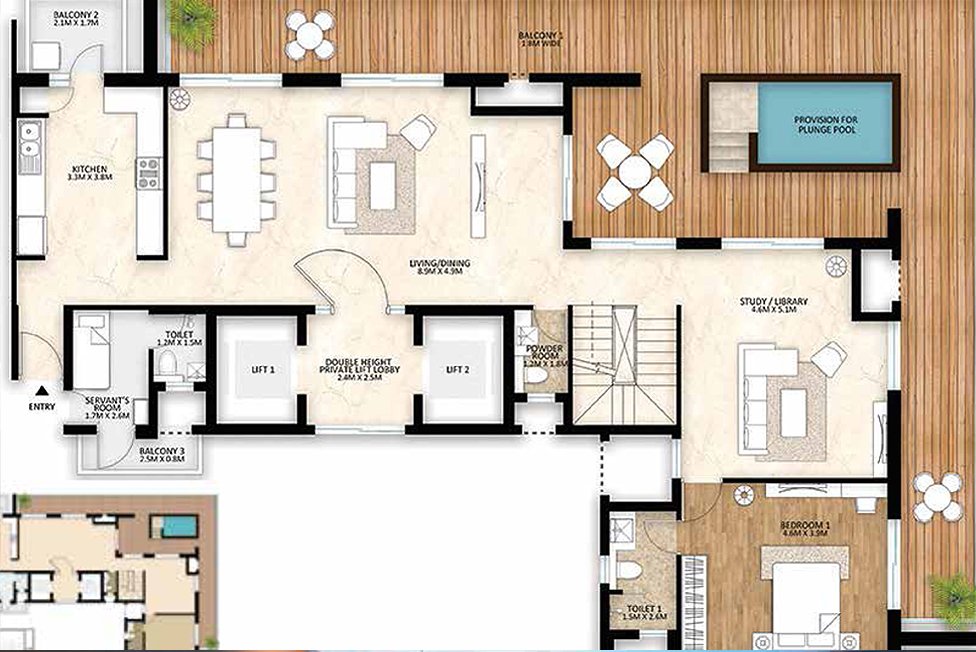 BALCONY 2
2.1M X 1.7M
BALCONY 1
1.8M WIDE
PROVISION FOR
PLUNGE POOL
KITCHEN
3.3M X 3.8M
LIVING/DINING
8.9M X 4.9M
STUDY / LIBRARY
4.6M X 5.1M
TOILET
1.2M X 1.5M
LIFT 1
DOUBLE HEIGHT
PRIVATE LIFT LOBBY
2.4M X 2.5M
LIFT 2
POWDER
ROOM
1.2M X 1.8M
ENTRY
SERVANT'S
ROOM
1.7M X 2.6M
BALCONY 3
2.5M X 0.8M
BEDROOM 1
4.6M X 3.9M
TOILET 1
1.5M X 2.6M